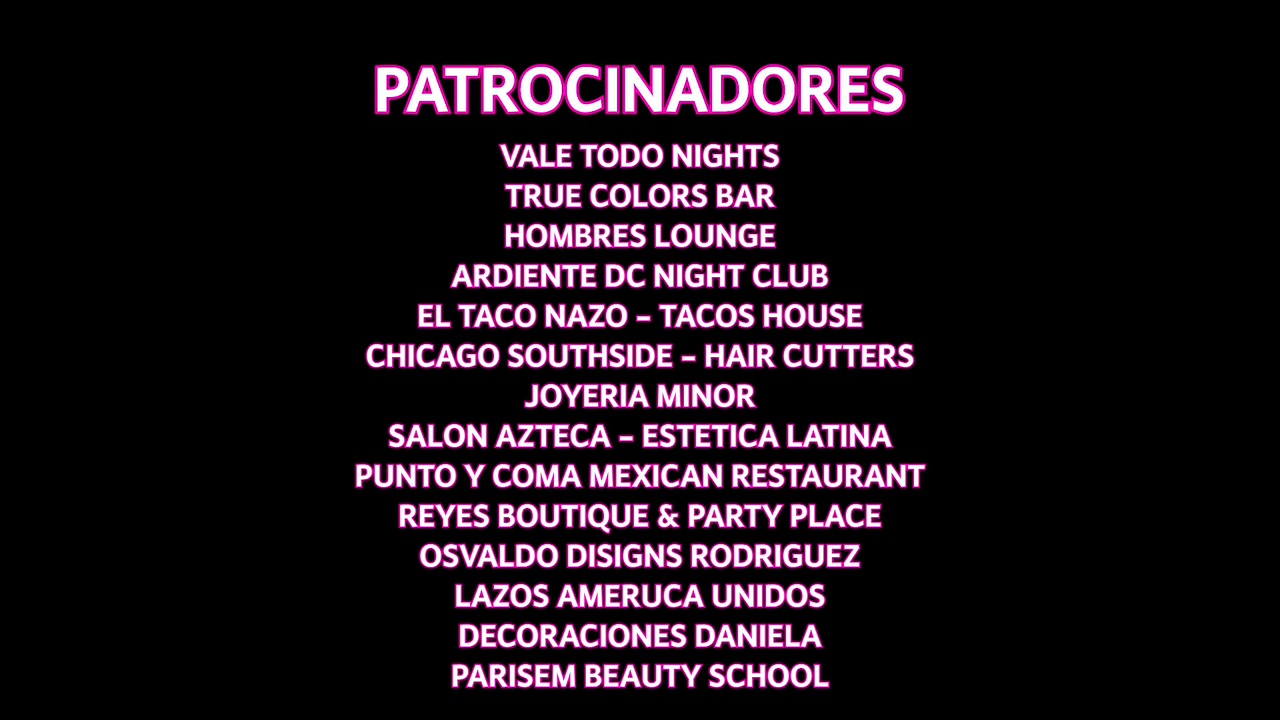 PATROCINADORES
VALE TODO NIGHTS
TRUE COLORS BAR
HOMBRES LOUNGE
ARDIENTE DC NIGHT CLUB
EL TACO NAZO – TACOS HOUSE
CHICAGO SOUTHSIDE – HAIR CUTTERS
JOYERIA MINOR
SALON AZTECA – ESTETICA LATINA
PUNTO Y COMA MEXICAN RESTAURANT
REYES BOUTIQUE & PARTY PLACE
OSVALDO DISIGNS RODRIGUEZ
LAZOS AMERUCA UNIDOS
DECORACIONES DANIELA
PARISEM BEAUTY SCHOOL